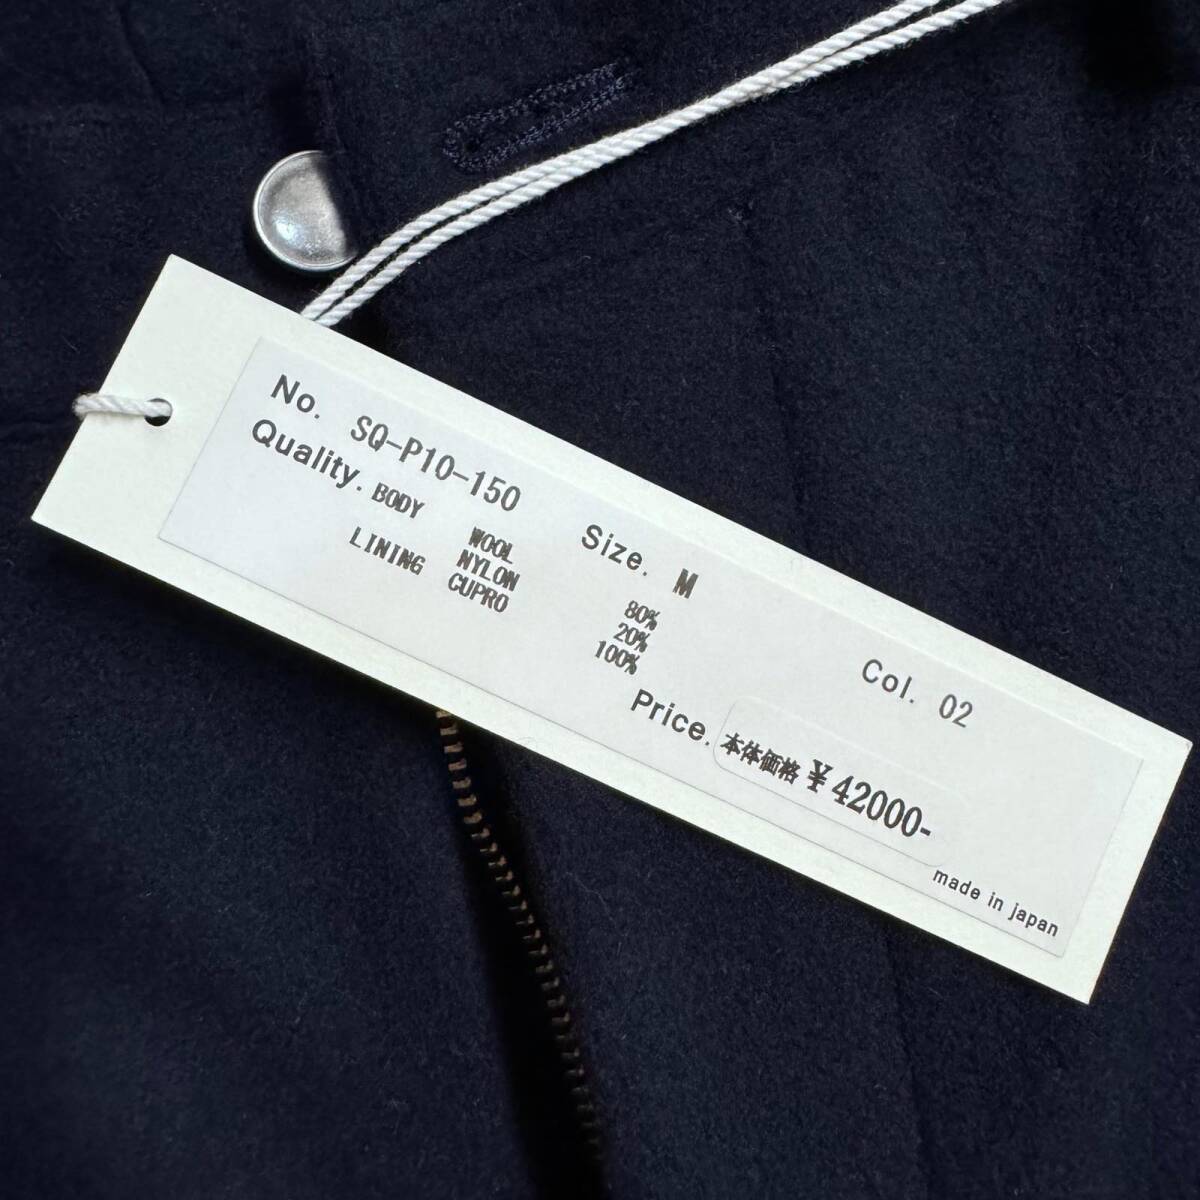 No. SQ-P10-150 Size. M Col. 02
Quality. BODY WOOL 80%
NYLON 20%
LINING CUPRO 100%
Price. 本体価格 ¥42000-
made in japan